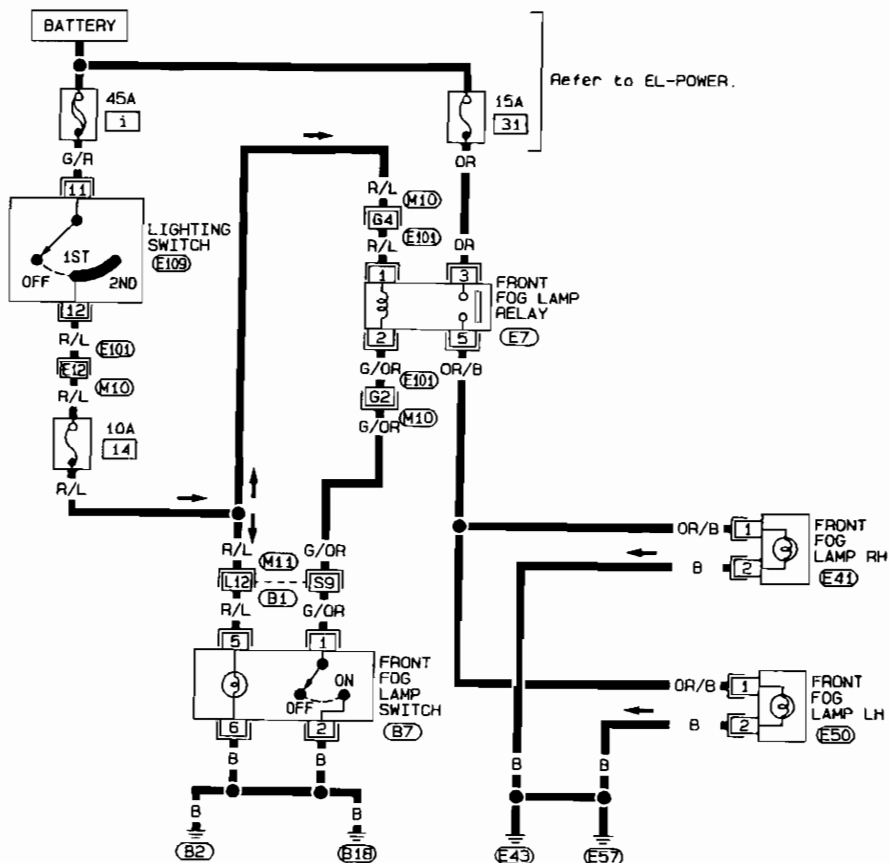 BATTERY
Refer to EL-POWER.
45A
i
15A
31
G/R
OR
11
R/L
M10
LIGHTING
SWITCH
E109
OFF
1ST
2ND
G4
E101
R/L
OR
1
3
FRONT
FOG LAMP
RELAY
E7
12
2
5
R/L
E101
G/OR
OR/B
E12
M10
E101
G2
R/L
M10
G/OR
10A
14
R/L
R/L
M11
G/OR
L12
S9
B1
R/L
G/OR
OR/B
1
FRONT
FOG
LAMP RH
E41
B
2
5
1
FRONT
FOG
LAMP
SWITCH
B7
OFF
ON
6
2
OR/B
1
FRONT
FOG
LAMP LH
E50
B
2
B
B
B
B
B
B
B2
B18
E43
E57